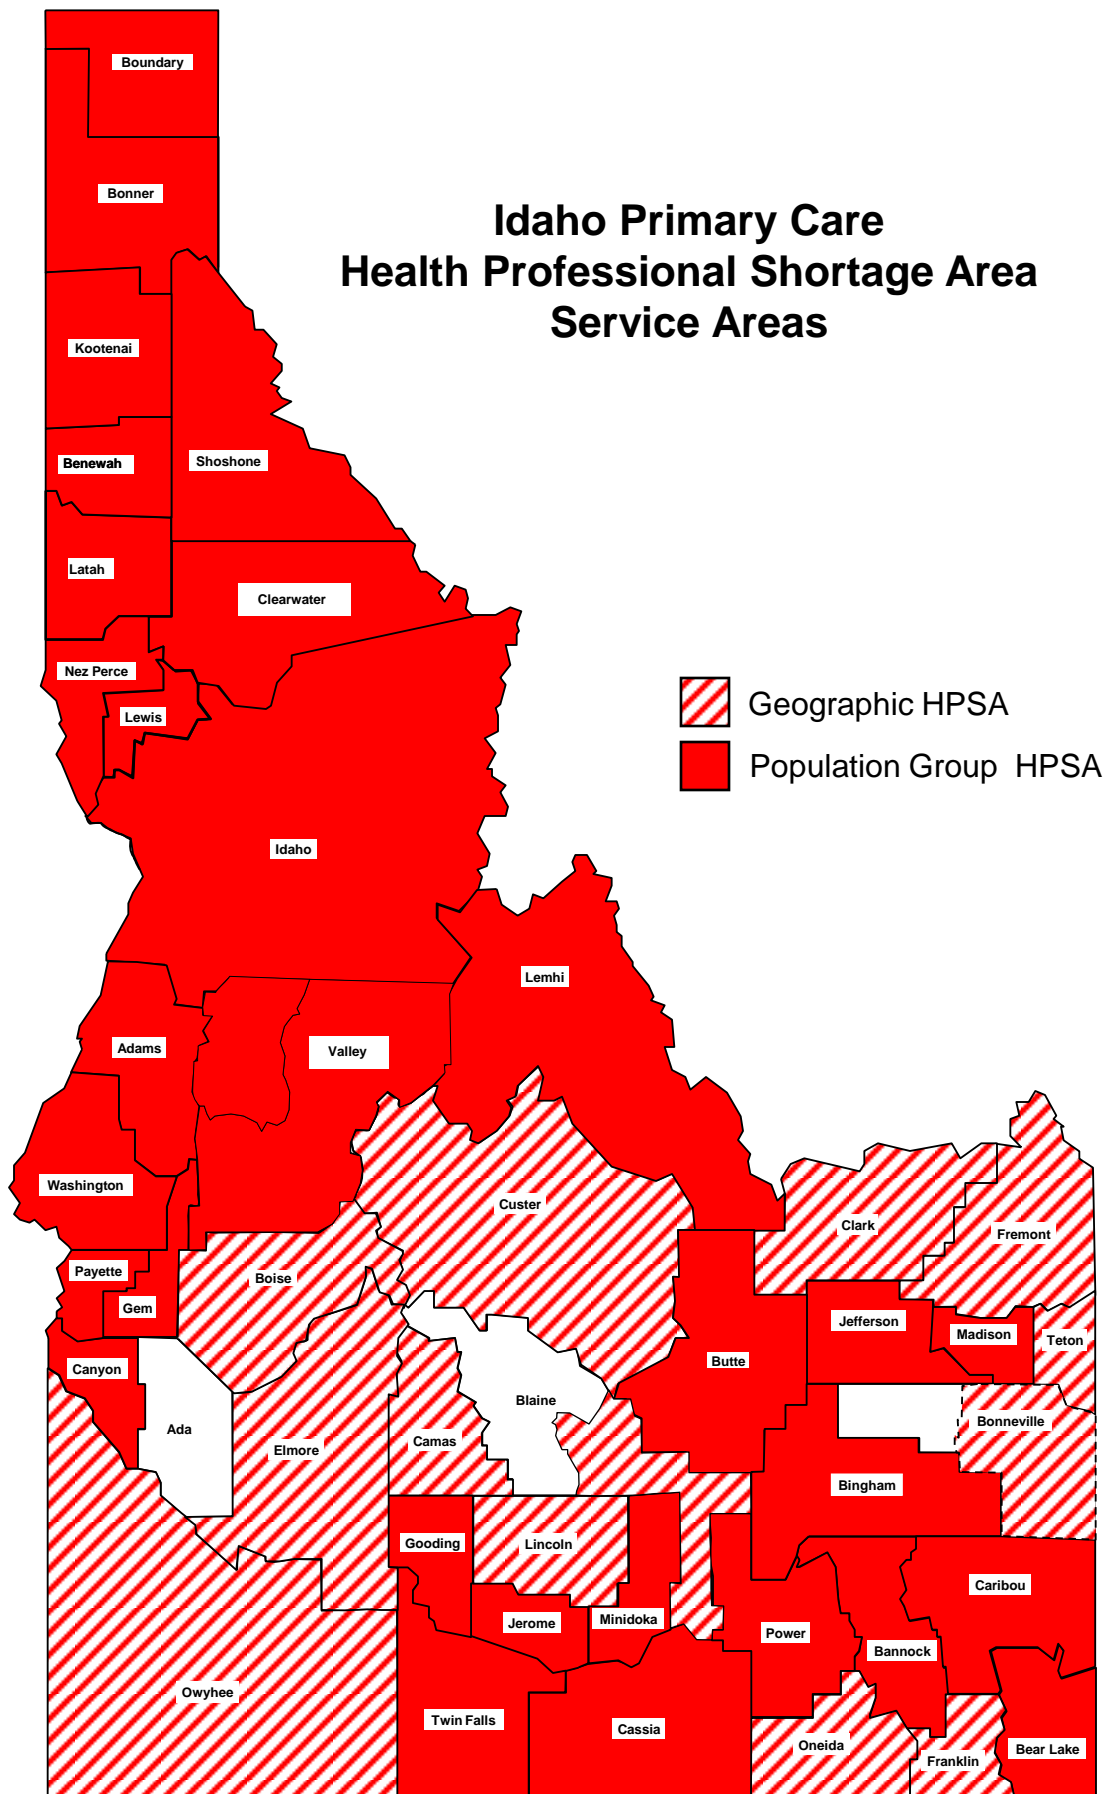 Boundary
Bonner
Idaho Primary Care
Health Professional Shortage Area
Service Areas
Kootenai
Benewah
Shoshone
Latah
Clearwater
Nez Perce
Lewis
Geographic HPSA
Population Group HPSA
Idaho
Lemhi
Adams
Valley
Washington
Custer
Clark
Fremont
Payette
Boise
Gem
Jefferson
Madison
Teton
Canyon
Butte
Blaine
Ada
Elmore
Camas
Bonneville
Bingham
Gooding
Lincoln
Caribou
Jerome
Minidoka
Power
Bannock
Owyhee
Twin Falls
Cassia
Oneida
Franklin
Bear Lake